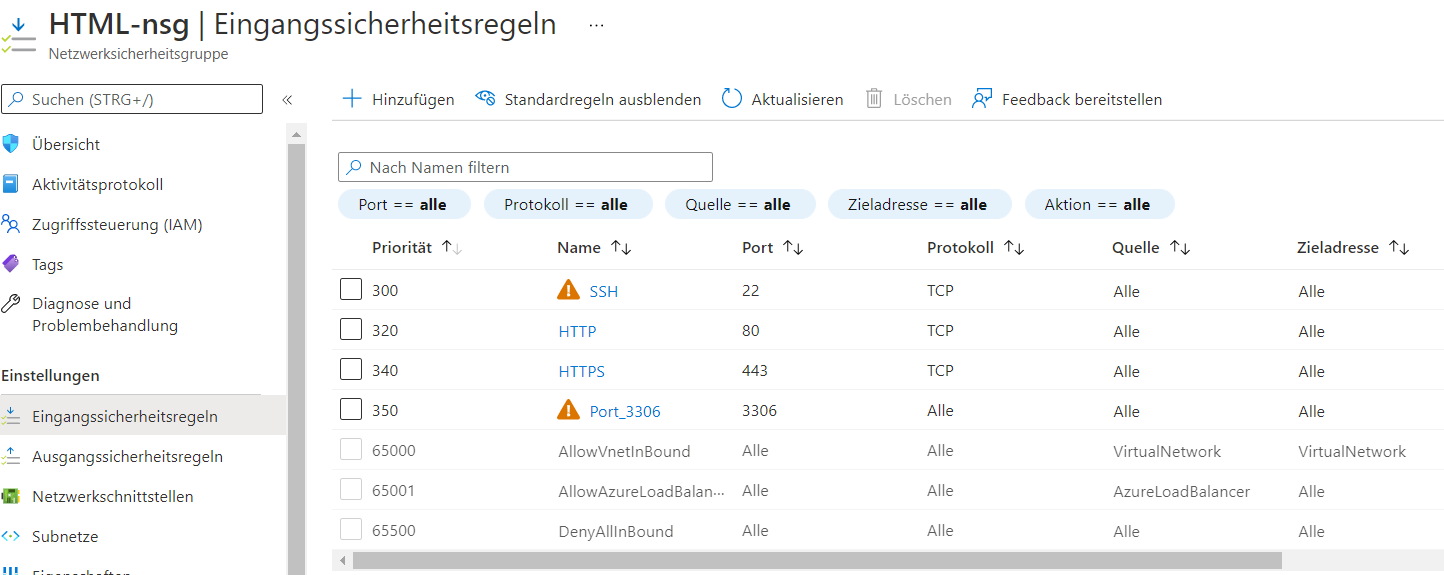 HTML-nsg | Eingangssicherheitsregeln ...
Netzwerksicherheitsgruppe
Suchen (STRG+/) «
Übersicht
Aktivitätsprotokoll
Zugriffssteuerung (IAM)
Tags
Diagnose und
Problembehandlung
Einstellungen
Eingangssicherheitsregeln
Ausgangssicherheitsregeln
Netzwerkschnittstellen
Subnetze
Hinzufügen Standardregeln ausblenden Aktualisieren Löschen Feedback bereitstellen
Nach Namen filtern
Port == alle Protokoll == alle Quelle == alle Zieladresse == alle Aktion == alle
Priorität ↑↓ Name ↑↓ Port ↑↓ Protokoll ↑↓ Quelle ↑↓ Zieladresse ↑↓
300 SSH 22 TCP Alle Alle
320 HTTP 80 TCP Alle Alle
340 HTTPS 443 TCP Alle Alle
350 Port_3306 3306 Alle Alle Alle
65000 AllowVnetInBound Alle Alle VirtualNetwork VirtualNetwork
65001 AllowAzureLoadBalan... Alle Alle AzureLoadBalancer Alle
65500 DenyAllInBound Alle Alle Alle Alle